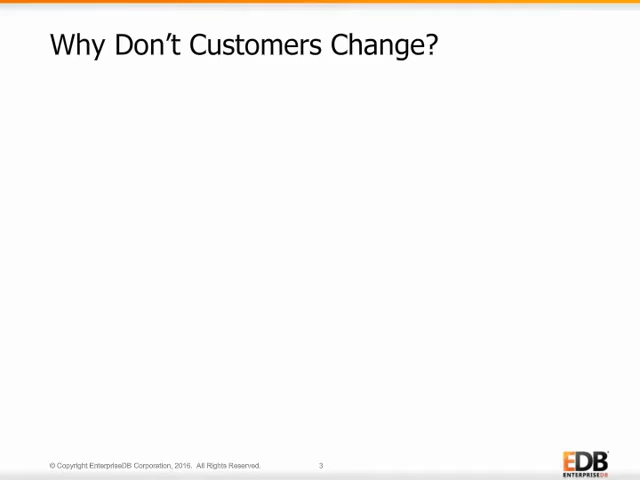 Why Don't Customers Change?
© Copyright EnterpriseDB Corporation, 2016. All Rights Reserved.
3
EDB
ENTERPRISEDB